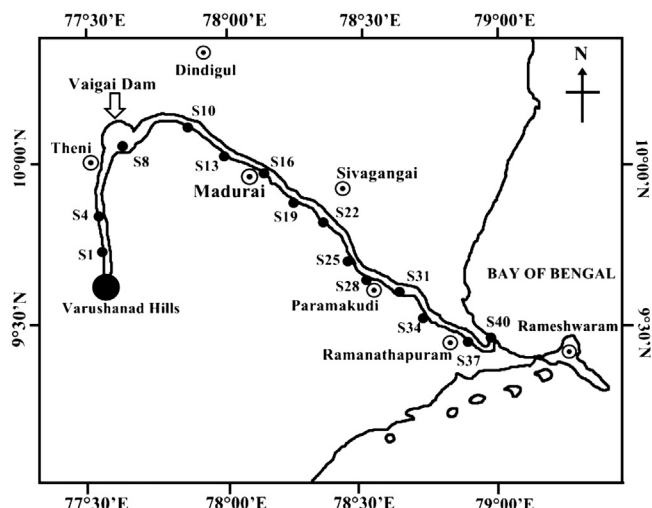 77°30'E 78°00'E 78°30'E 79°00'E
Dindigul
N
Vaigai Dam
S10
Theni
S8
10°00'N
10°00'N
S13
S16
Madurai
Sivagangai
S4
S19
S22
S1
S25
S31
BAY OF BENGAL
Varushanad Hills
S28
Paramakudi
9°30'N
S34
S40
Rameshwaram
9°30'N
Ramanathapuram
S37
77°30'E 78°00'E 78°30'E 79°00'E